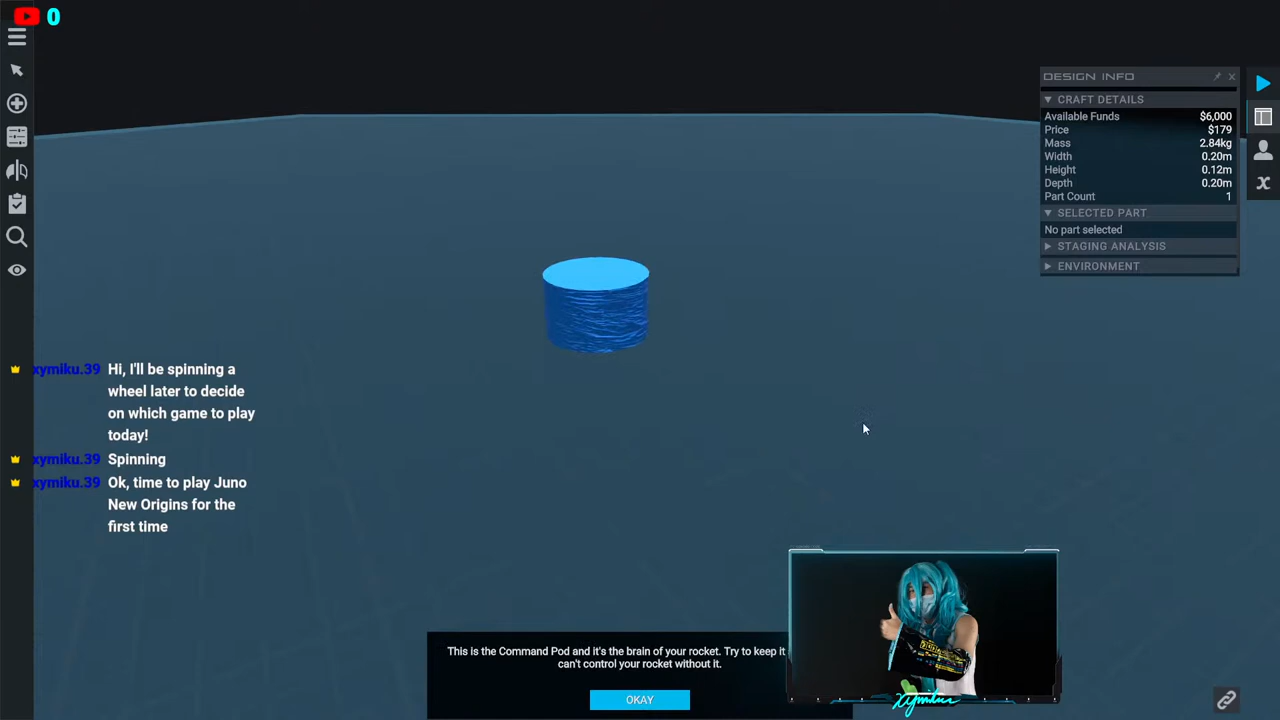 0
DESIGN INFO
CRAFT DETAILS
Available Funds $6,000
Price $179
Mass 2.84kg
Width 0.20m
Height 0.12m
Depth 0.20m
Part Count 1
SELECTED PART
No part selected
STAGING ANALYSIS
ENVIRONMENT
xymiku.39 Hi, I'll be spinning a
wheel later to decide
on which game to play
today!
xymiku.39 Spinning
xymiku.39 Ok, time to play Juno
New Origins for the
first time
This is the Command Pod and it's the brain of your rocket. Try to keep it
can't control your rocket without it.
OKAY
xymiku